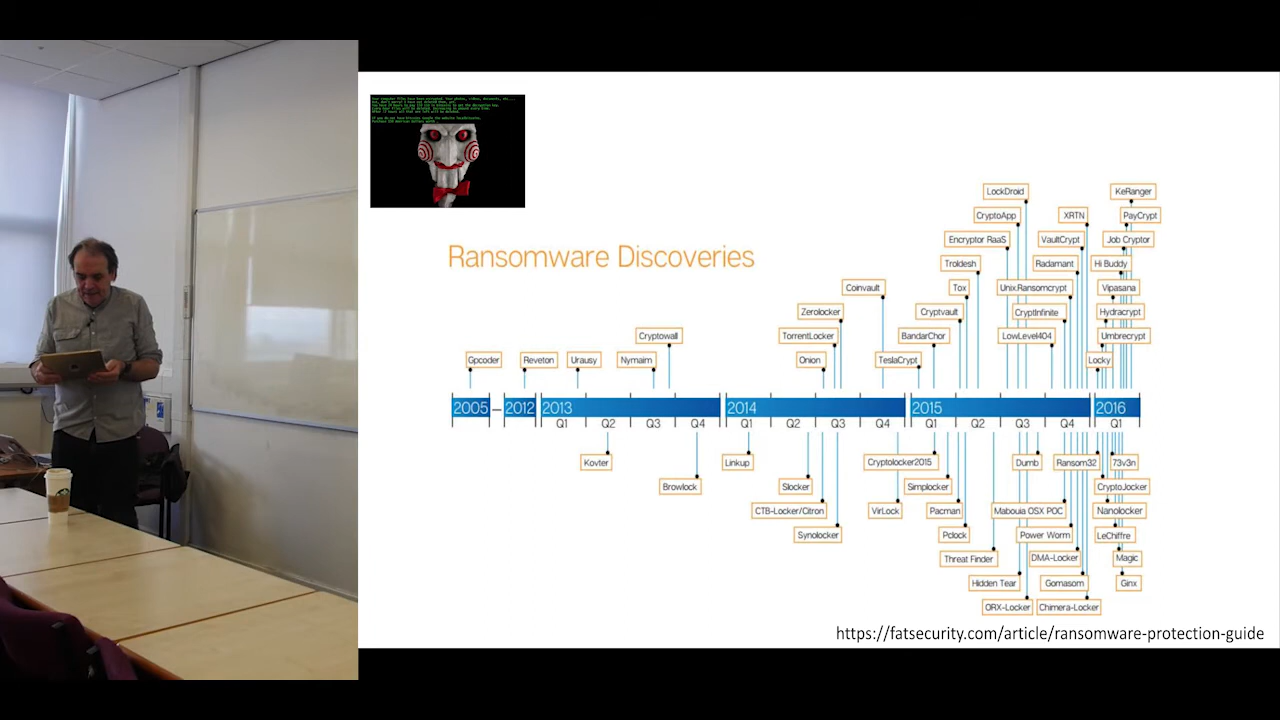 Ransomware Discoveries
LockDroid
KeRanger
CryptoApp
XRTN
PayCrypt
Encryptor RaaS
VaultCrypt
Job Cryptor
Troldesh
Radamant
Hi Buddy
Coinvault
Tox
Unix.Ransomcrypt
Vipasana
Zerolocker
Cryptvault
CryptInfinite
Hydracrypt
Cryptowall
TorrentLocker
BandarChor
LowLevel404
Umbrecrypt
Gpcoder
Reveton
Urausy
Nymaim
Onion
TeslaCrypt
Locky
2005
2012
2013
2014
2015
2016
Q1 Q2 Q3 Q4 Q1 Q2 Q3 Q4 Q1 Q2 Q3 Q4 Q1
Kovter
Linkup
Cryptolocker2015
Dumb
Ransom32
73v3n
Browlock
Slocker
Simplocker
CryptoJocker
CTB-Locker/Citron
VirLock
Pacman
Mabouia OSX POC
Nanolocker
Synolocker
Pclock
Power Worm
LeChiffre
Threat Finder
DMA-Locker
Magic
Hidden Tear
Gomasom
Ginx
ORX-Locker
Chimera-Locker
https://fatsecurity.com/article/ransomware-protection-guide